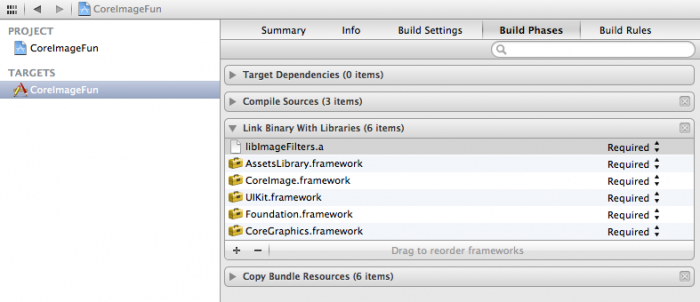 CoreImageFun
PROJECT
CoreImageFun
TARGETS
CoreImageFun
Summary Info Build Settings Build Phases Build Rules
Target Dependencies (0 items)
Compile Sources (3 items)
Link Binary With Libraries (6 items)
libImageFilters.a Required
AssetsLibrary.framework Required
CoreImage.framework Required
UIKit.framework Required
Foundation.framework Required
CoreGraphics.framework Required
+ − Drag to reorder frameworks
Copy Bundle Resources (6 items)